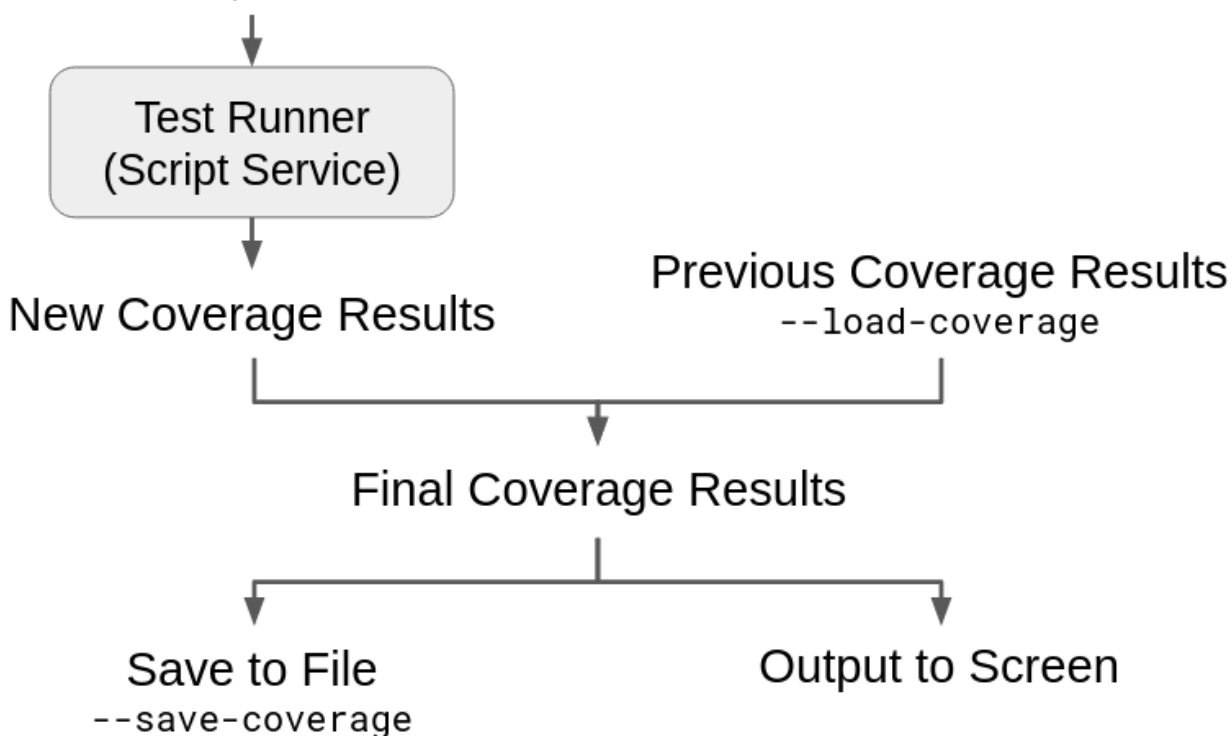 Test Runner
(Script Service)
New Coverage Results
Previous Coverage Results
--load-coverage
Final Coverage Results
Save to File
--save-coverage
Output to Screen